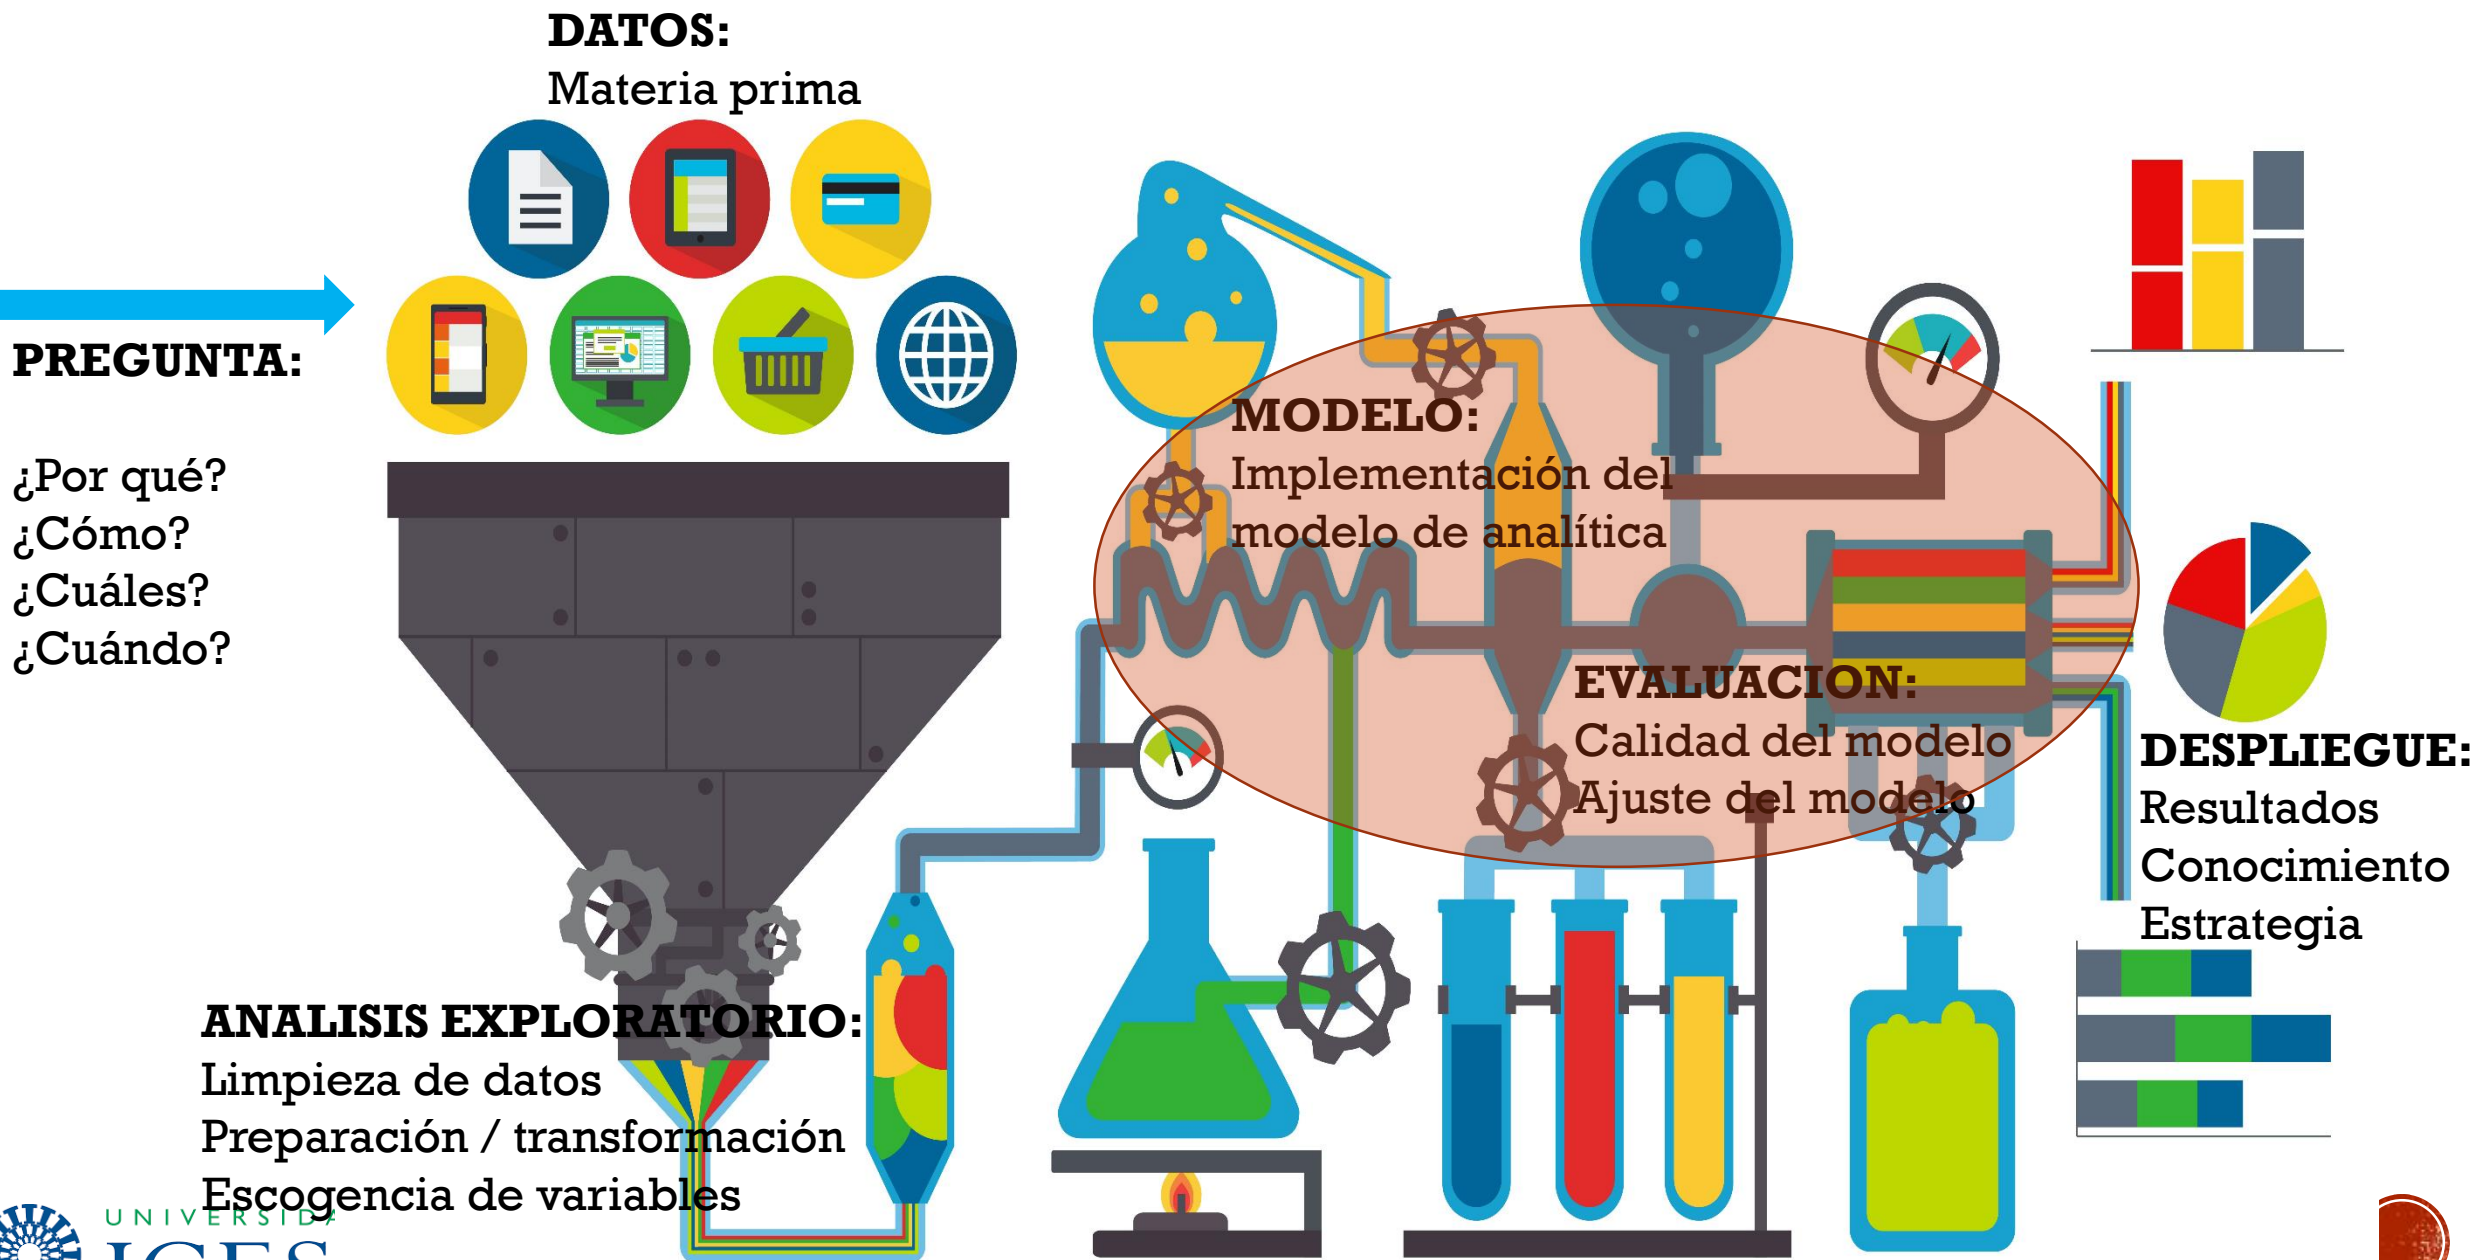 DATOS:
Materia prima
PREGUNTA:
¿Por qué?
¿Cómo?
¿Cuáles?
¿Cuándo?
MODELO:
Implementación del
modelo de analítica
EVALUACION:
Calidad del modelo
Ajuste del modelo
DESPLIEGUE:
Resultados
Conocimiento
Estrategia
ANALISIS EXPLORATORIO:
Limpieza de datos
Preparación / transformación
Escogencia de variables
UNIVERSIDA